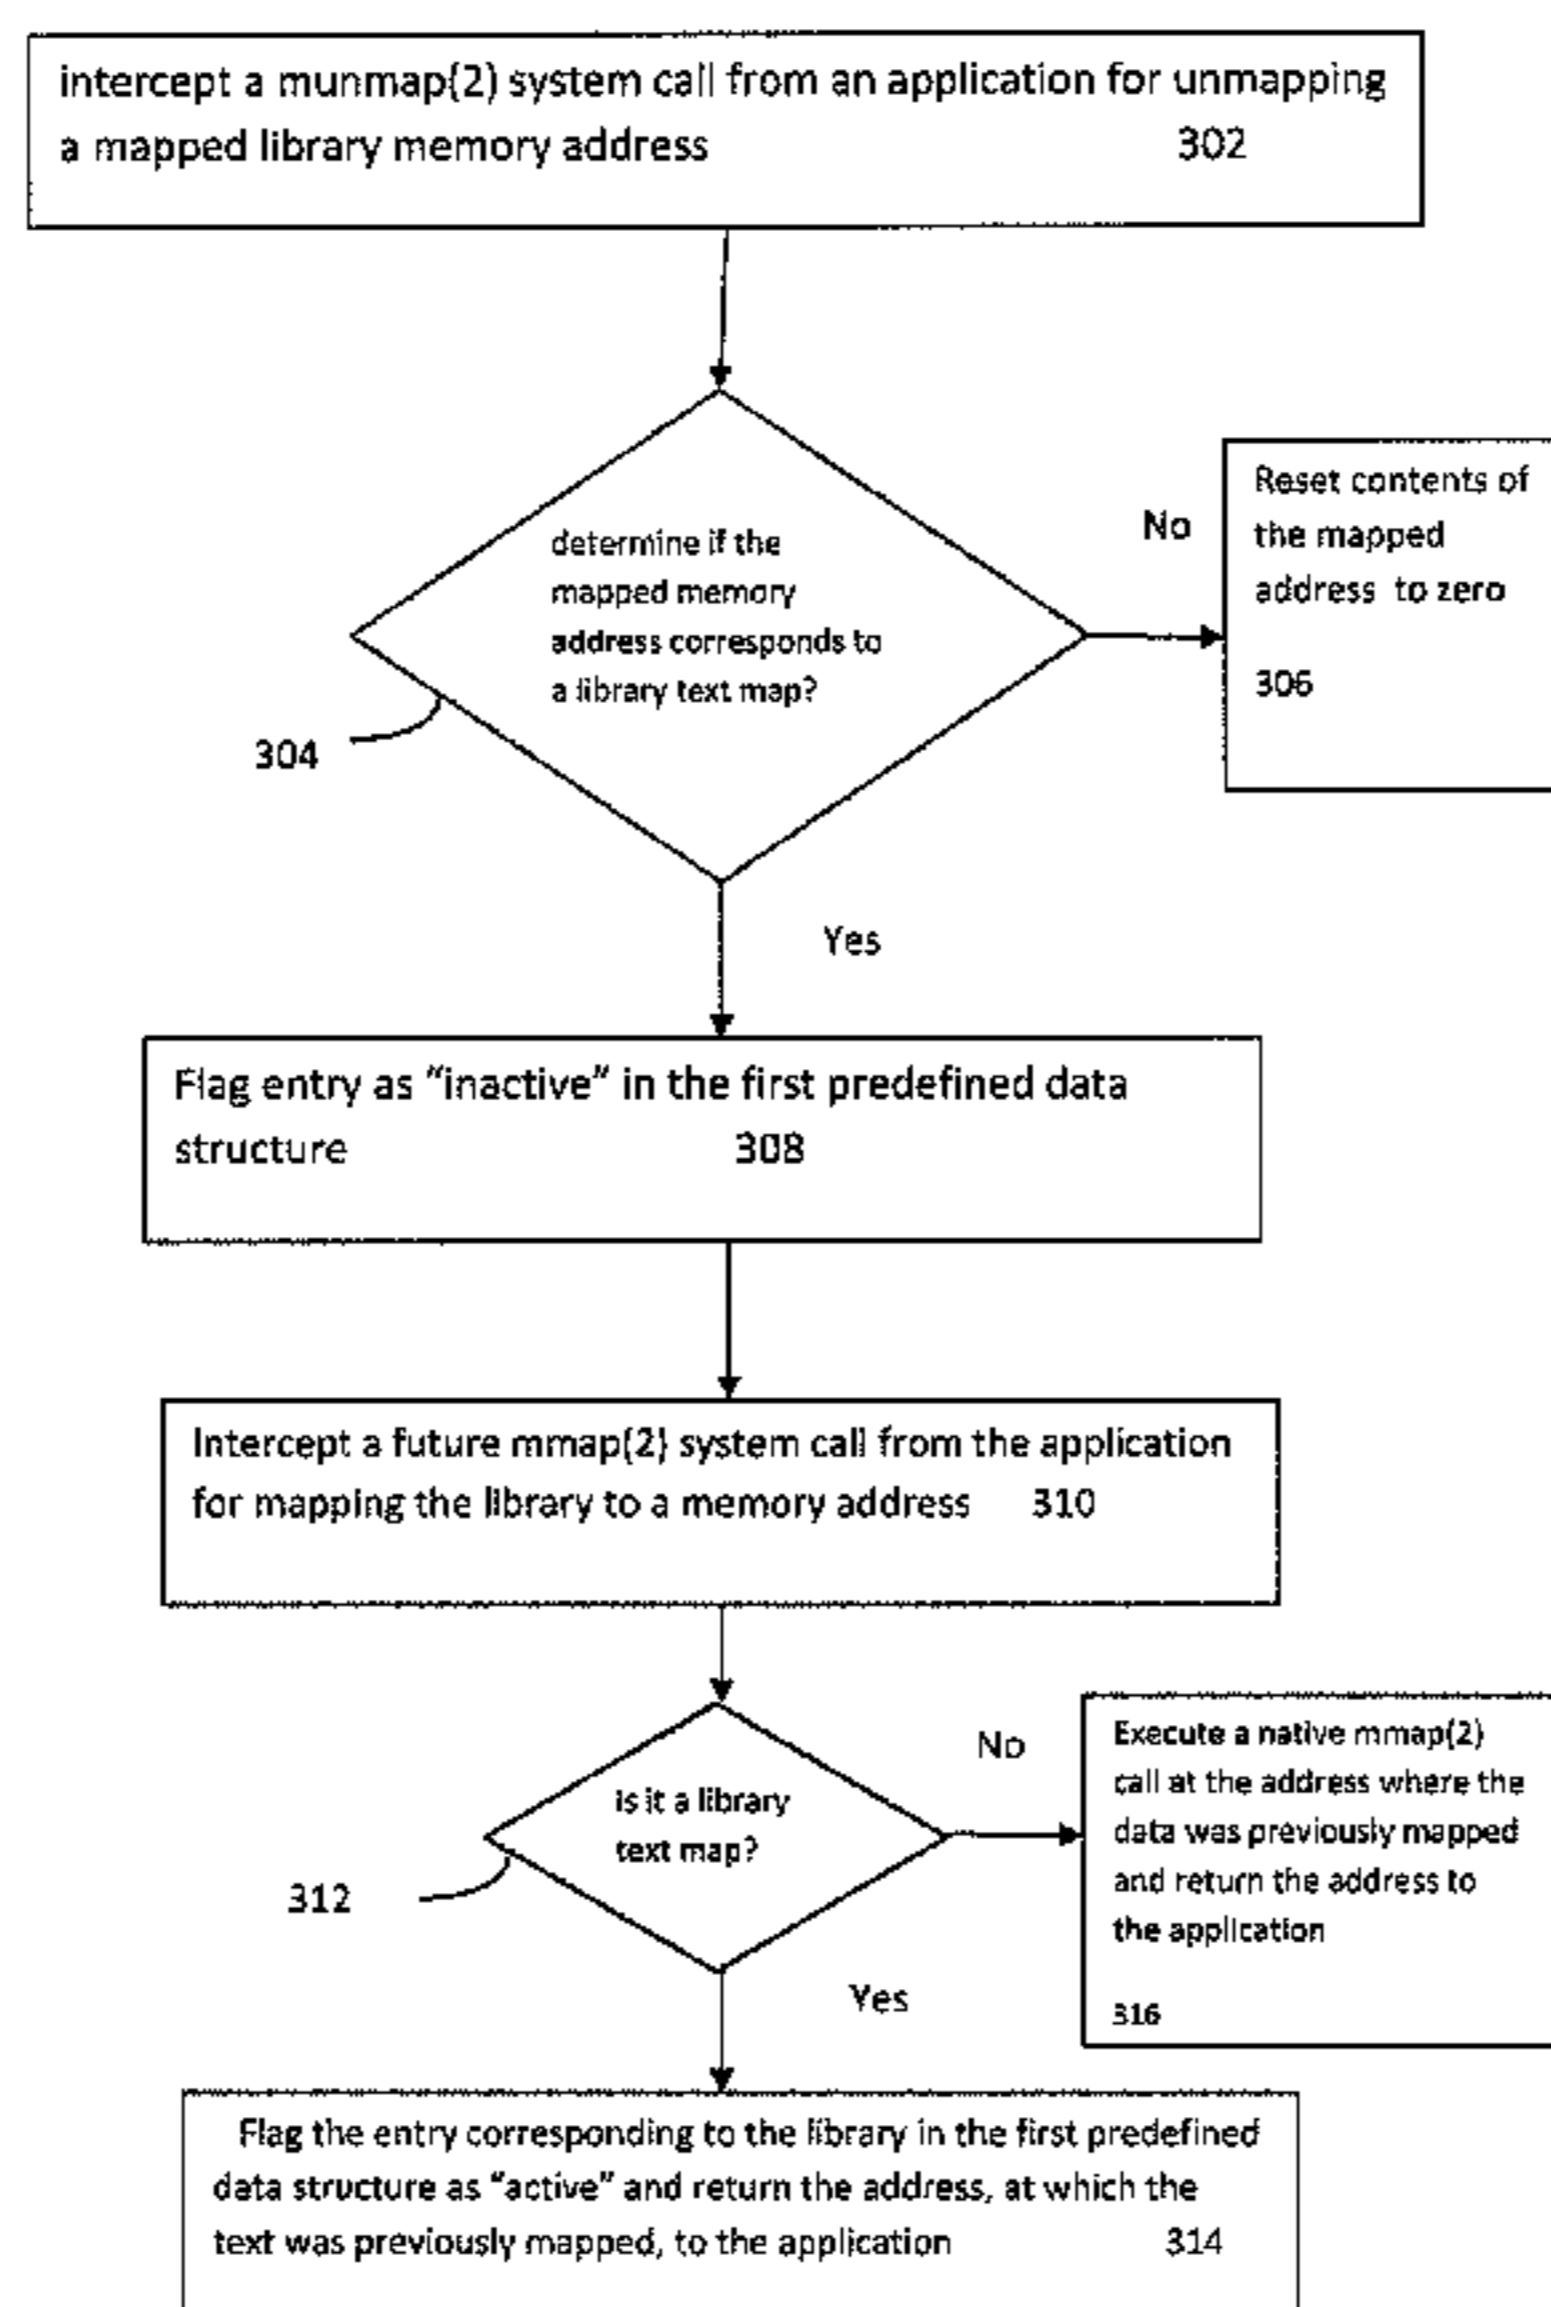 intercept a munmap(2) system call from an application for unmapping
a mapped library memory address 302
determine if the
mapped memory
address corresponds to
a library text map?
304
No
Reset contents of
the mapped
address to zero
306
Yes
Flag entry as "inactive" in the first predefined data
structure 308
Intercept a future mmap(2) system call from the application
for mapping the library to a memory address 310
is it a library
text map?
312
No
Execute a native mmap(2)
call at the address where the
data was previously mapped
and return the address to
the application
316
Yes
Flag the entry corresponding to the library in the first predefined
data structure as "active" and return the address, at which the
text was previously mapped, to the application 314